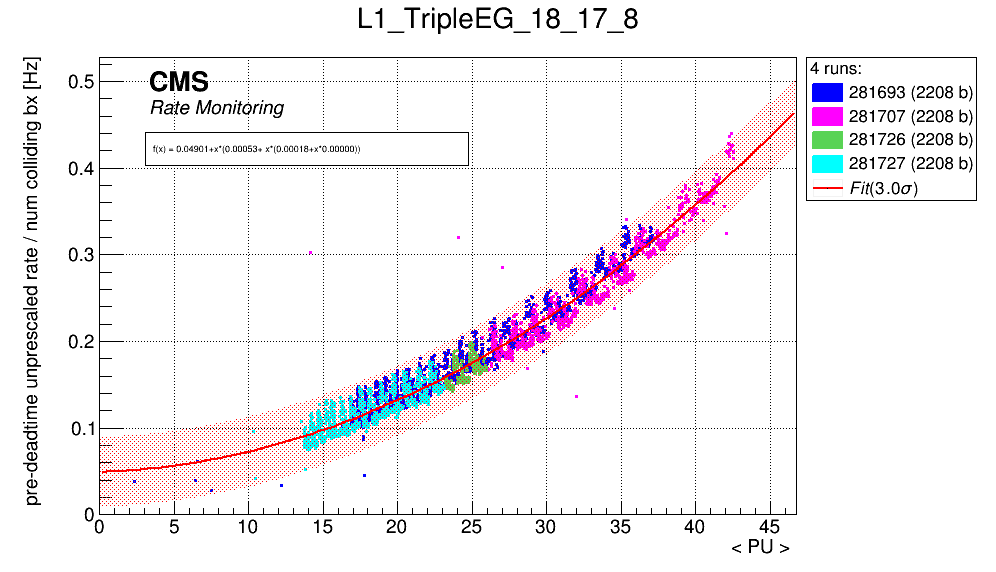 L1_TripleEG_18_17_8
pre-deadtime unprescaled rate / num colliding bx [Hz]
0.5
0.4
0.3
0.2
0.1
0
CMS
Rate Monitoring
f(x) = 0.04901+x*(0.00053+ x*(0.00018+x*0.00000))
4 runs:
281693 (2208 b)
281707 (2208 b)
281726 (2208 b)
281727 (2208 b)
Fit(3.0σ)
0 5 10 15 20 25 30 35 40 45
< PU >